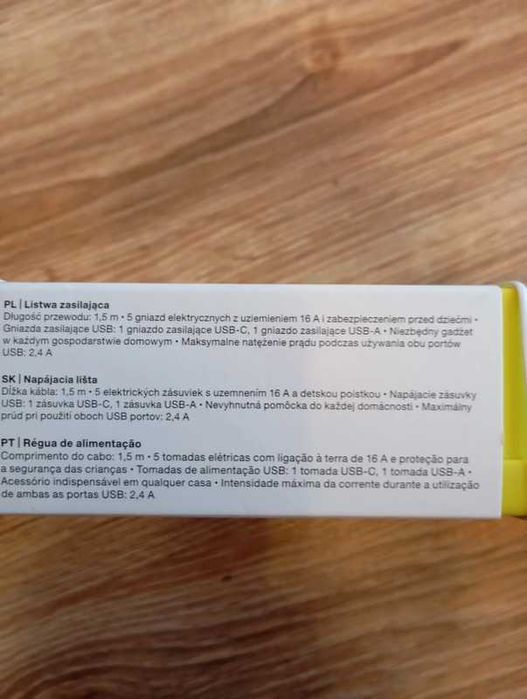 PL | Listwa zasilająca
Długość przewodu: 1,5 m • 5 gniazd elektrycznych z uziemieniem 16 A i zabezpieczeniem przed dziećmi •
Gniazda zasilające USB: 1 gniazdo zasilające USB-C, 1 gniazdo zasilające USB-A • Niezbędny gadżet
w każdym gospodarstwie domowym • Maksymalne natężenie prądu podczas używania obu portów
USB: 2,4 A
SK | Napájacia lišta
Dĺžka kábla: 1,5 m • 5 elektrických zásuviek s uzemnením 16 A a detskou poistkou • Napájacie zásuvky
USB: 1 zásuvka USB-C, 1 zásuvka USB-A • Nevyhnutná pomôcka do každej domácnosti • Maximálny
prúd pri použití oboch USB portov: 2,4 A
PT | Régua de alimentação
Comprimento do cabo: 1,5 m • 5 tomadas elétricas com ligação à terra de 16 A e proteção para
a segurança das crianças • Tomadas de alimentação USB: 1 tomada USB-C, 1 tomada USB-A •
Acessório indispensável em qualquer casa • Intensidade máxima da corrente durante a utilização
de ambas as portas USB: 2,4 A